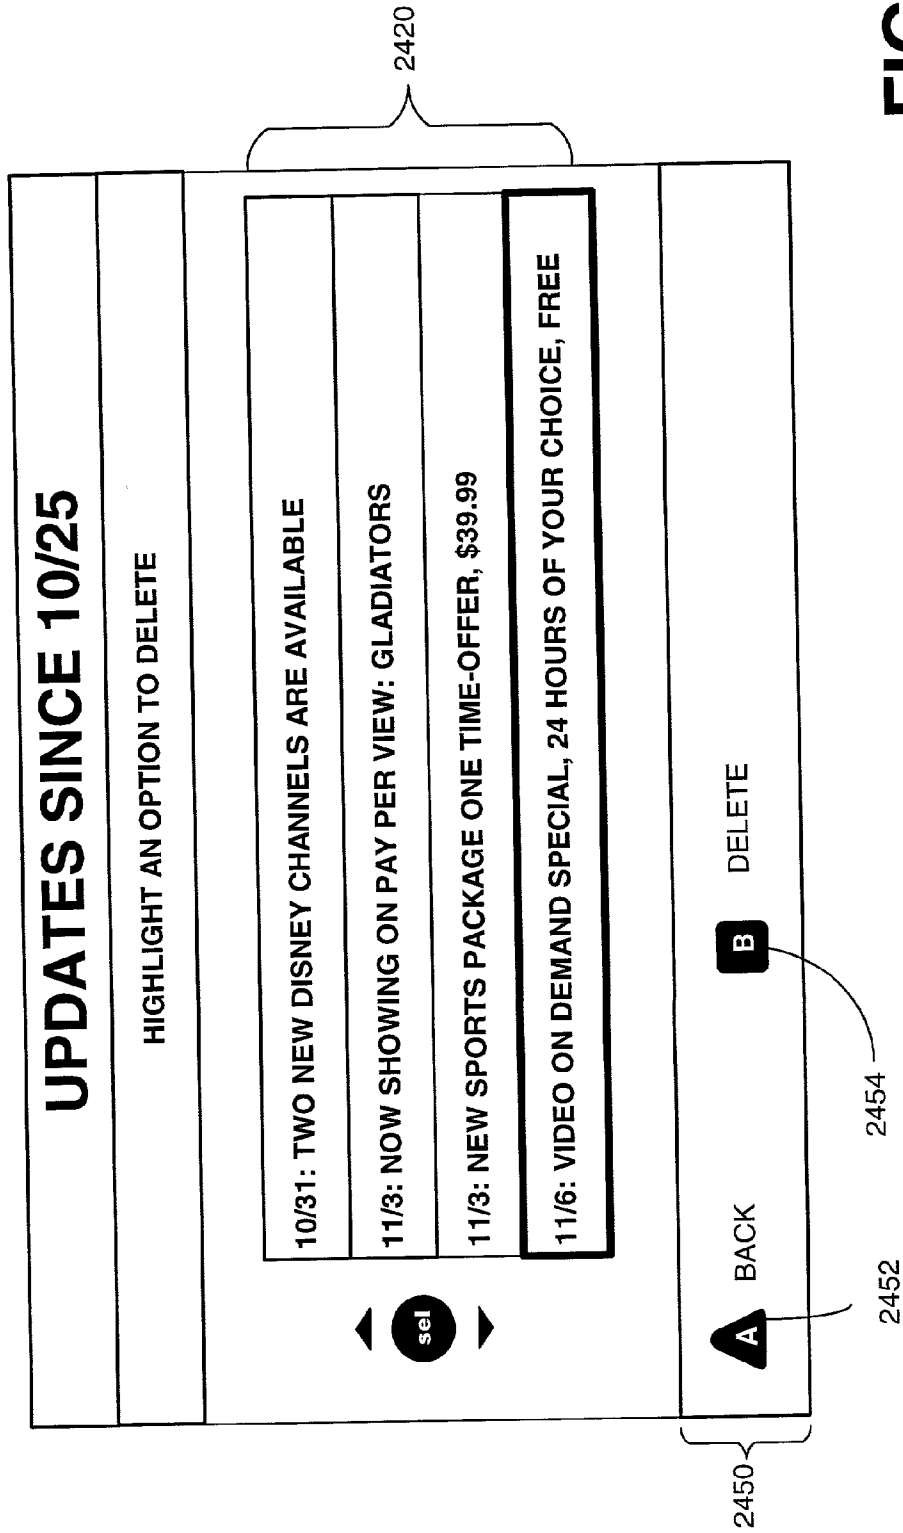 UPDATES SINCE 10/25
HIGHLIGHT AN OPTION TO DELETE
10/31: TWO NEW DISNEY CHANNELS ARE AVAILABLE
11/3: NOW SHOWING ON PAY PER VIEW: GLADIATORS
sel
11/3: NEW SPORTS PACKAGE ONE TIME-OFFER, $39.99
11/6: VIDEO ON DEMAND SPECIAL, 24 HOURS OF YOUR CHOICE, FREE
2420
2450
A BACK
B DELETE
2452
2454